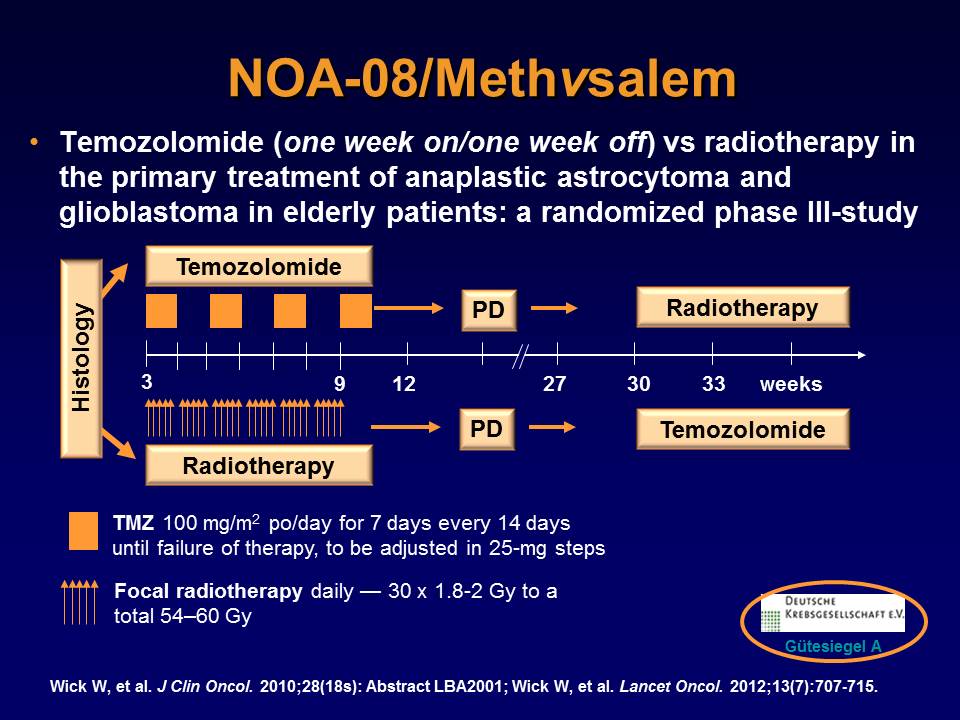 NOA-08/Methvsalem
• Temozolomide (one week on/one week off) vs radiotherapy in
the primary treatment of anaplastic astrocytoma and
glioblastoma in elderly patients: a randomized phase III-study
Histology
Temozolomide
PD
Radiotherapy
3
9
12
27
30
33
weeks
PD
Temozolomide
Radiotherapy
TMZ 100 mg/m² po/day for 7 days every 14 days
until failure of therapy, to be adjusted in 25-mg steps
Focal radiotherapy daily — 30 x 1.8-2 Gy to a
total 54–60 Gy
DEUTSCHE
KREBSGESELLSCHAFT E.V.
Gütesiegel A
Wick W, et al. J Clin Oncol. 2010;28(18s): Abstract LBA2001; Wick W, et al. Lancet Oncol. 2012;13(7):707-715.